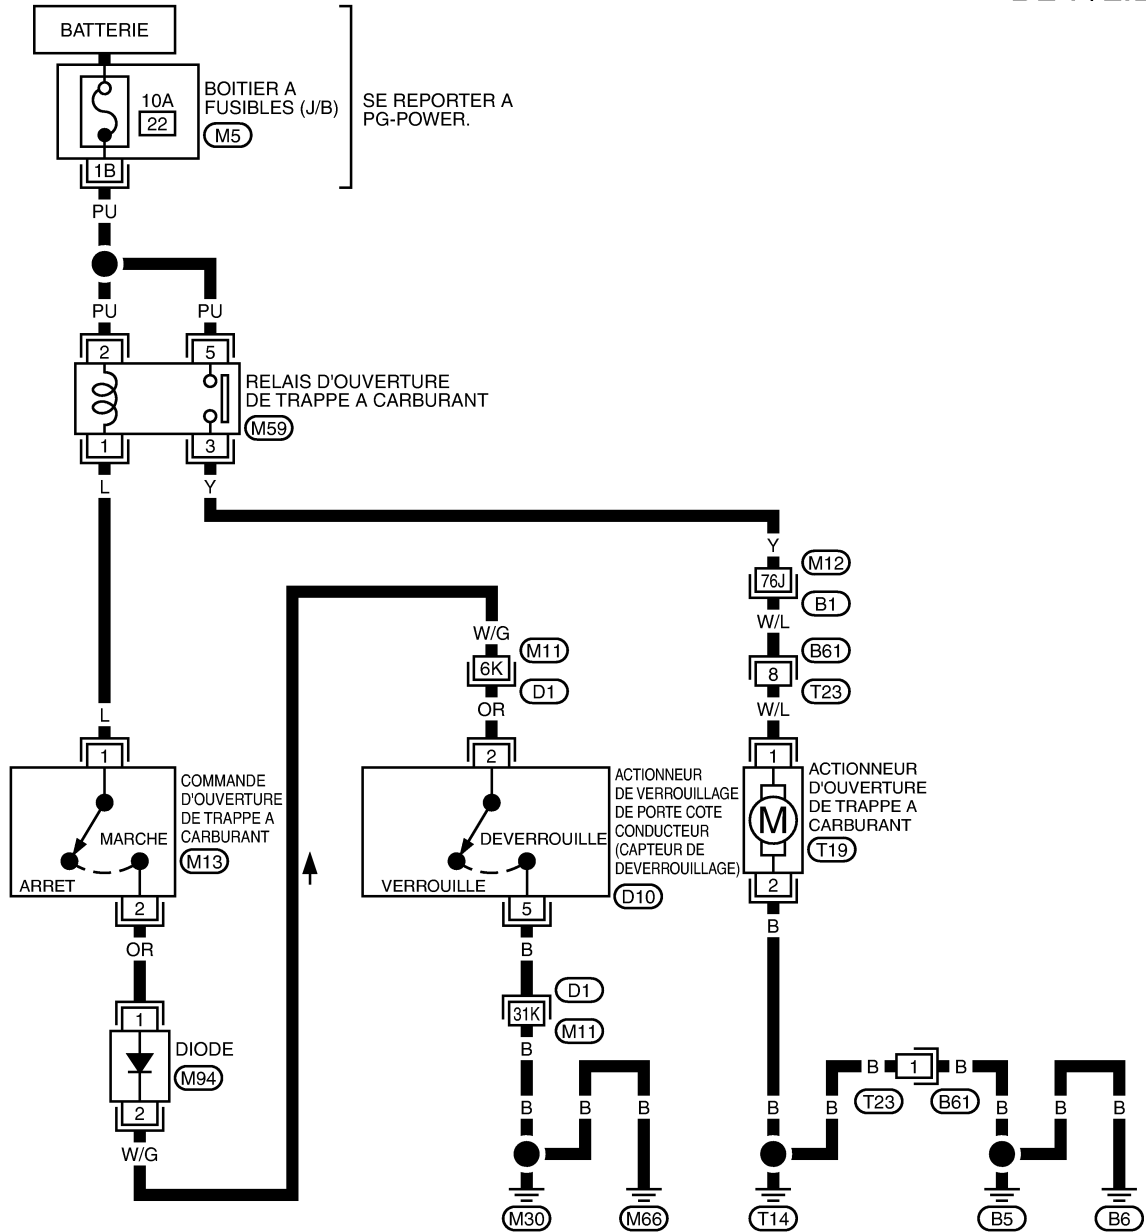 BATTERIE
10A
22
BOITIER A
FUSIBLES (J/B)
M5
SE REPORTER A
PG-POWER.
1B
PU
PU
PU
2
5
RELAIS D'OUVERTURE
DE TRAPPE A CARBURANT
M59
1
3
L
Y
Y
M12
76J
B1
W/L
W/G
M11
B61
6K
8
D1
T23
OR
W/L
L
1
2
1
COMMANDE
D'OUVERTURE
DE TRAPPE A
CARBURANT
M13
MARCHE
ARRET
ACTIONNEUR
DE VERROUILLAGE
DE PORTE COTE
CONDUCTEUR
(CAPTEUR DE
DEVERROUILLAGE)
D10
DEVERROUILLE
VERROUILLE
ACTIONNEUR
D'OUVERTURE
DE TRAPPE A
CARBURANT
T19
M
2
5
2
OR
B
B
1
D1
31K
M11
DIODE
M94
B
2
W/G
B
1
B
T23
B61
B
B
B
B
B
B
B
B
M30
M66
T14
B5
B6